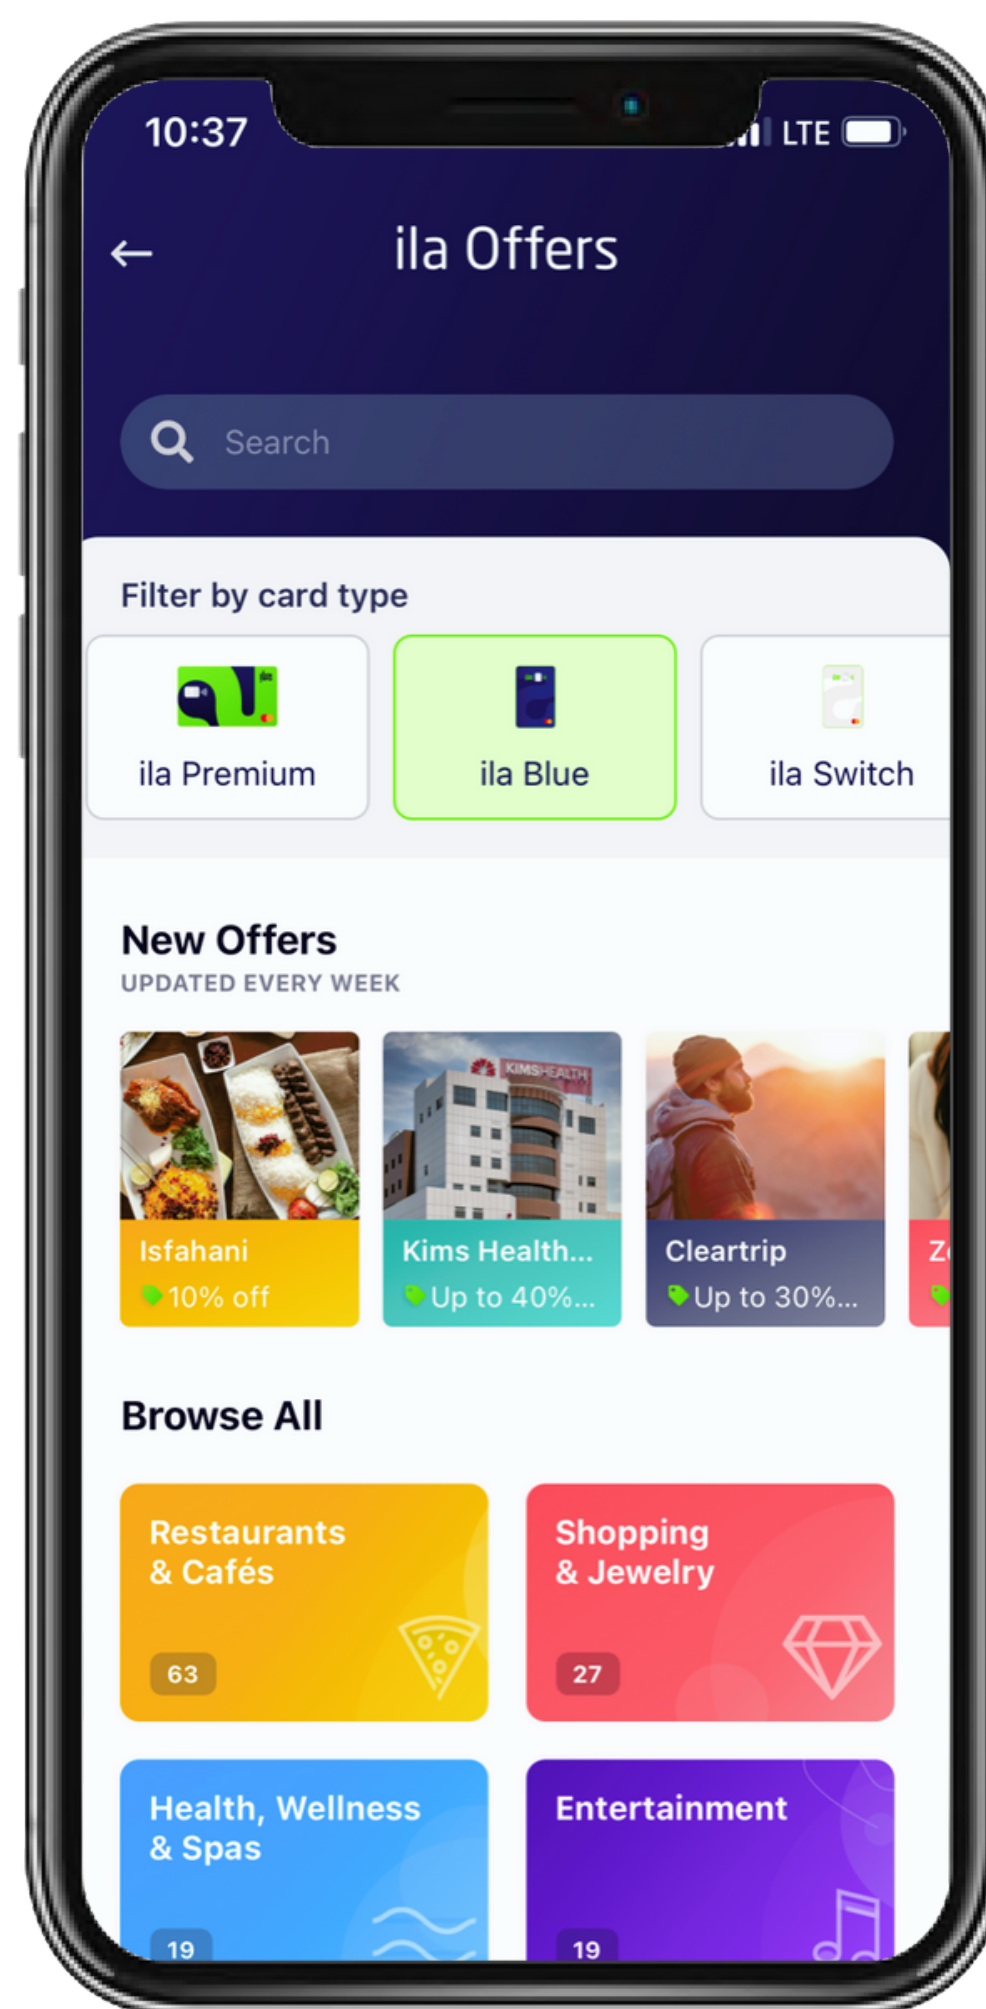 10:37
LTE
ila Offers
Search
Filter by card type
ila Premium
ila Blue
ila Switch
New Offers
UPDATED EVERY WEEK
KIMSHEALTH
Isfahani
10% off
Kims Health...
Up to 40%...
Cleartrip
Up to 30%...
Browse All
Restaurants
& Cafés
63
Shopping
& Jewelry
27
Health, Wellness
& Spas
19
Entertainment
19